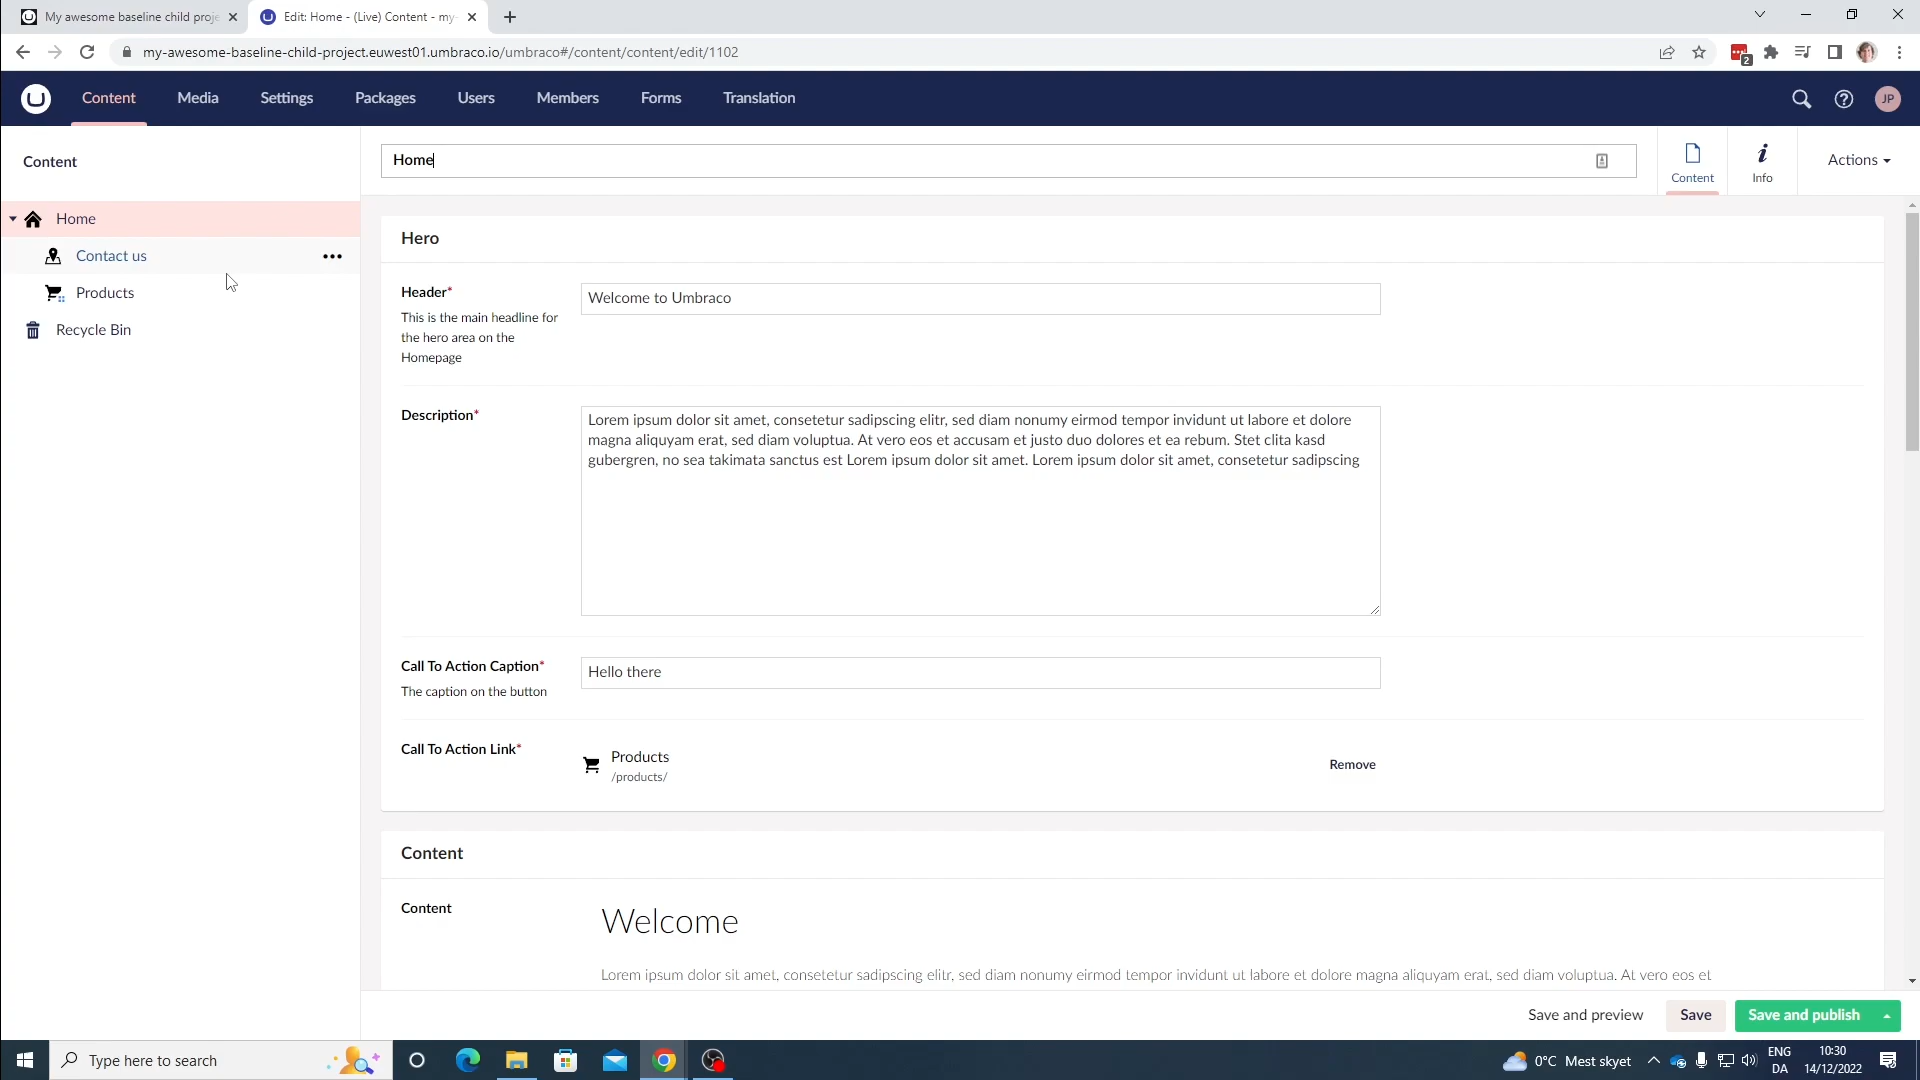 My awesome baseline child proje
Edit: Home - (Live) Content - my-
my-awesome-baseline-child-project.euwest01.umbraco.io/umbraco#/content/content/edit/1102
2
Content
Media
Settings
Packages
Users
Members
Forms
Translation
JP
Content
Home
Content
Info
Actions
Home
Contact us
Products
Recycle Bin
Hero
Header*
This is the main headline for
the hero area on the
Homepage
Welcome to Umbraco
Description*
Lorem ipsum dolor sit amet, consetetur sadipscing elitr, sed diam nonumy eirmod tempor invidunt ut labore et dolore
magna aliquyam erat, sed diam voluptua. At vero eos et accusam et justo duo dolores et ea rebum. Stet clita kasd
gubergren, no sea takimata sanctus est Lorem ipsum dolor sit amet. Lorem ipsum dolor sit amet, consetetur sadipscing
Call To Action Caption*
The caption on the button
Hello there
Call To Action Link*
Products
/products/
Remove
Content
Content
Welcome
Lorem ipsum dolor sit amet, consetetur sadipscing elitr, sed diam nonumy eirmod tempor invidunt ut labore et dolore magna aliquyam erat, sed diam voluptua. At vero eos et
Save and preview
Save
Save and publish
Type here to search
0°C Mest skyet
ENG
DA
10:30
14/12/2022